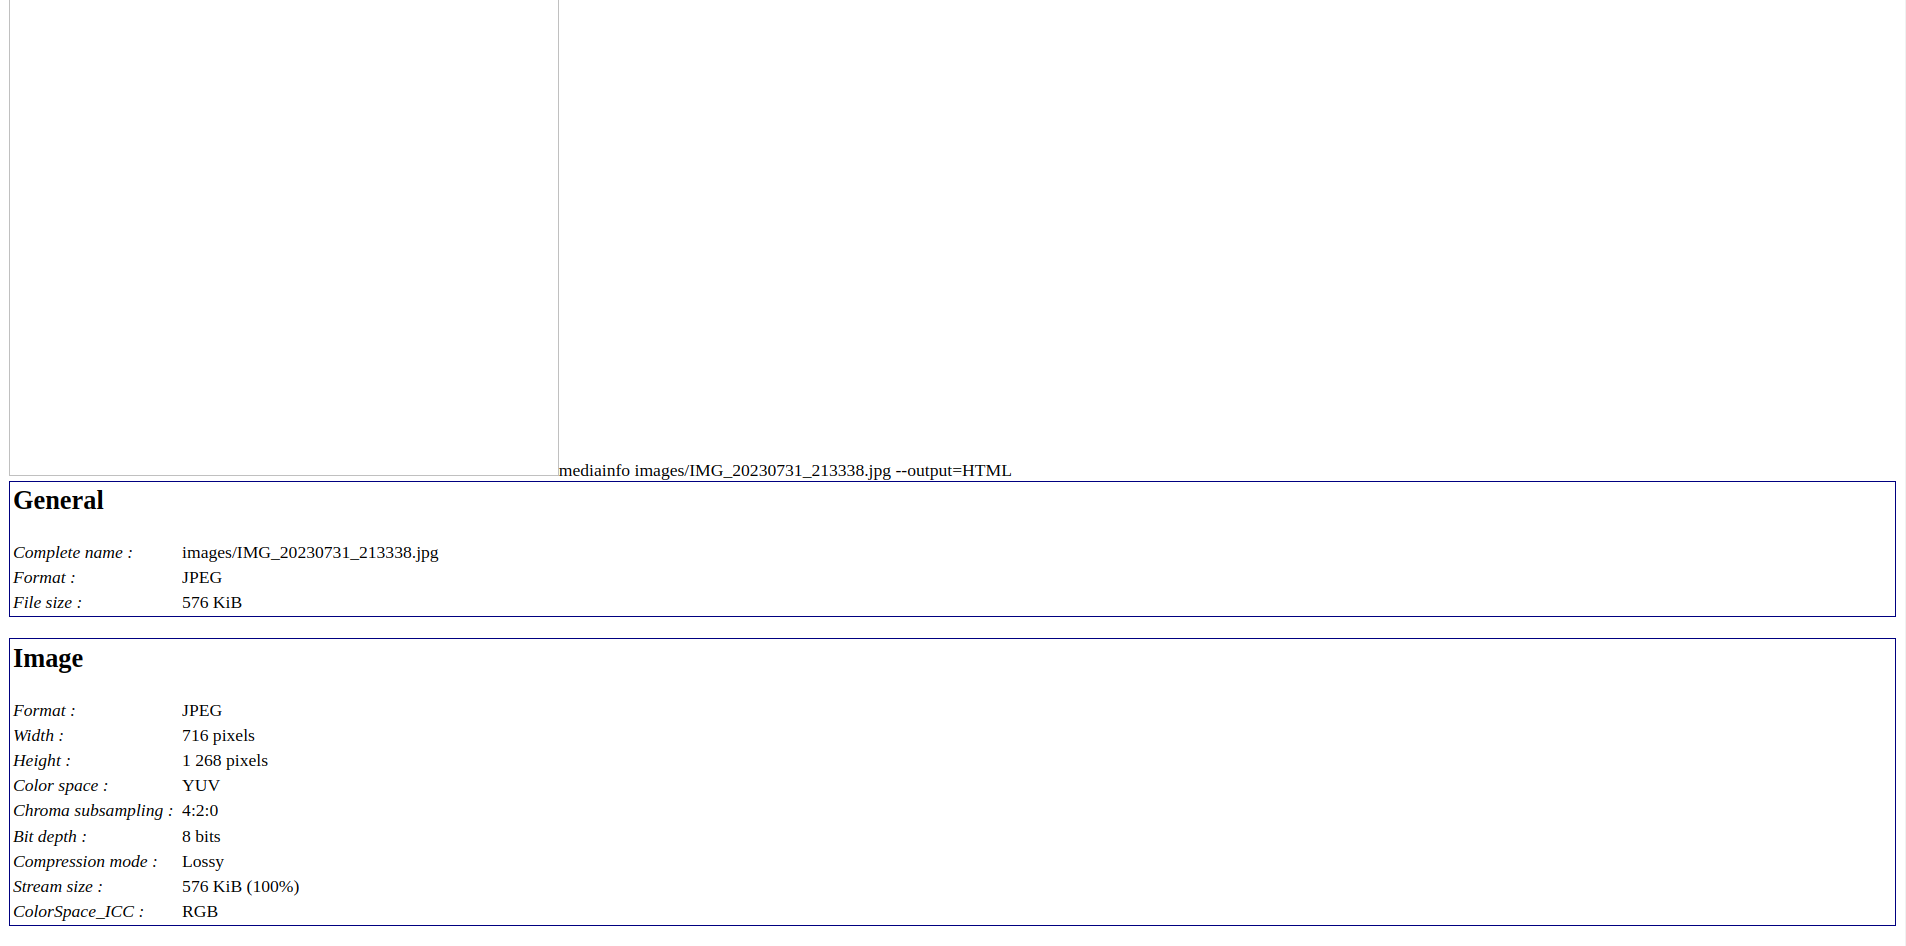 mediainfo images/IMG_20230731_213338.jpg --output=HTML
General
Complete name : images/IMG_20230731_213338.jpg
Format : JPEG
File size : 576 KiB
Image
Format : JPEG
Width : 716 pixels
Height : 1 268 pixels
Color space : YUV
Chroma subsampling : 4:2:0
Bit depth : 8 bits
Compression mode : Lossy
Stream size : 576 KiB (100%)
ColorSpace_ICC : RGB